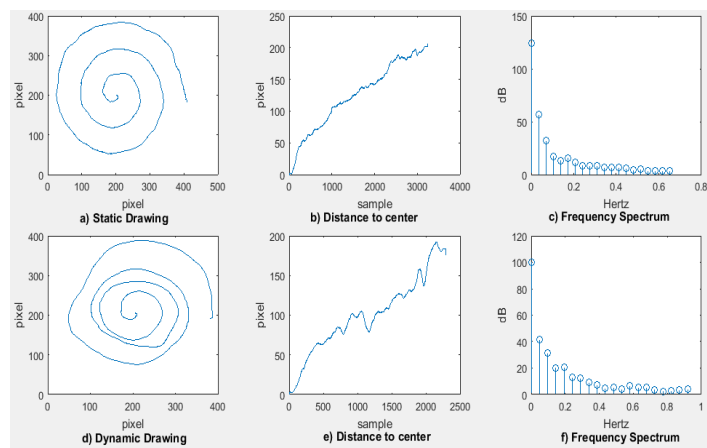 400
300
200
100
0
pixel
0 100 200 300 400 500
pixel
a) Static Drawing
250
200
150
100
50
0
pixel
0 1000 2000 3000 4000
sample
b) Distance to center
150
100
50
0
dB
0 0.2 0.4 0.6 0.8
Hertz
c) Frequency Spectrum
400
300
200
100
0
pixel
0 100 200 300 400
pixel
d) Dynamic Drawing
200
150
100
50
0
pixel
0 500 1000 1500 2000 2500
sample
e) Distance to center
120
100
80
60
40
20
0
dB
0 0.2 0.4 0.6 0.8 1
Hertz
f) Frequency Spectrum